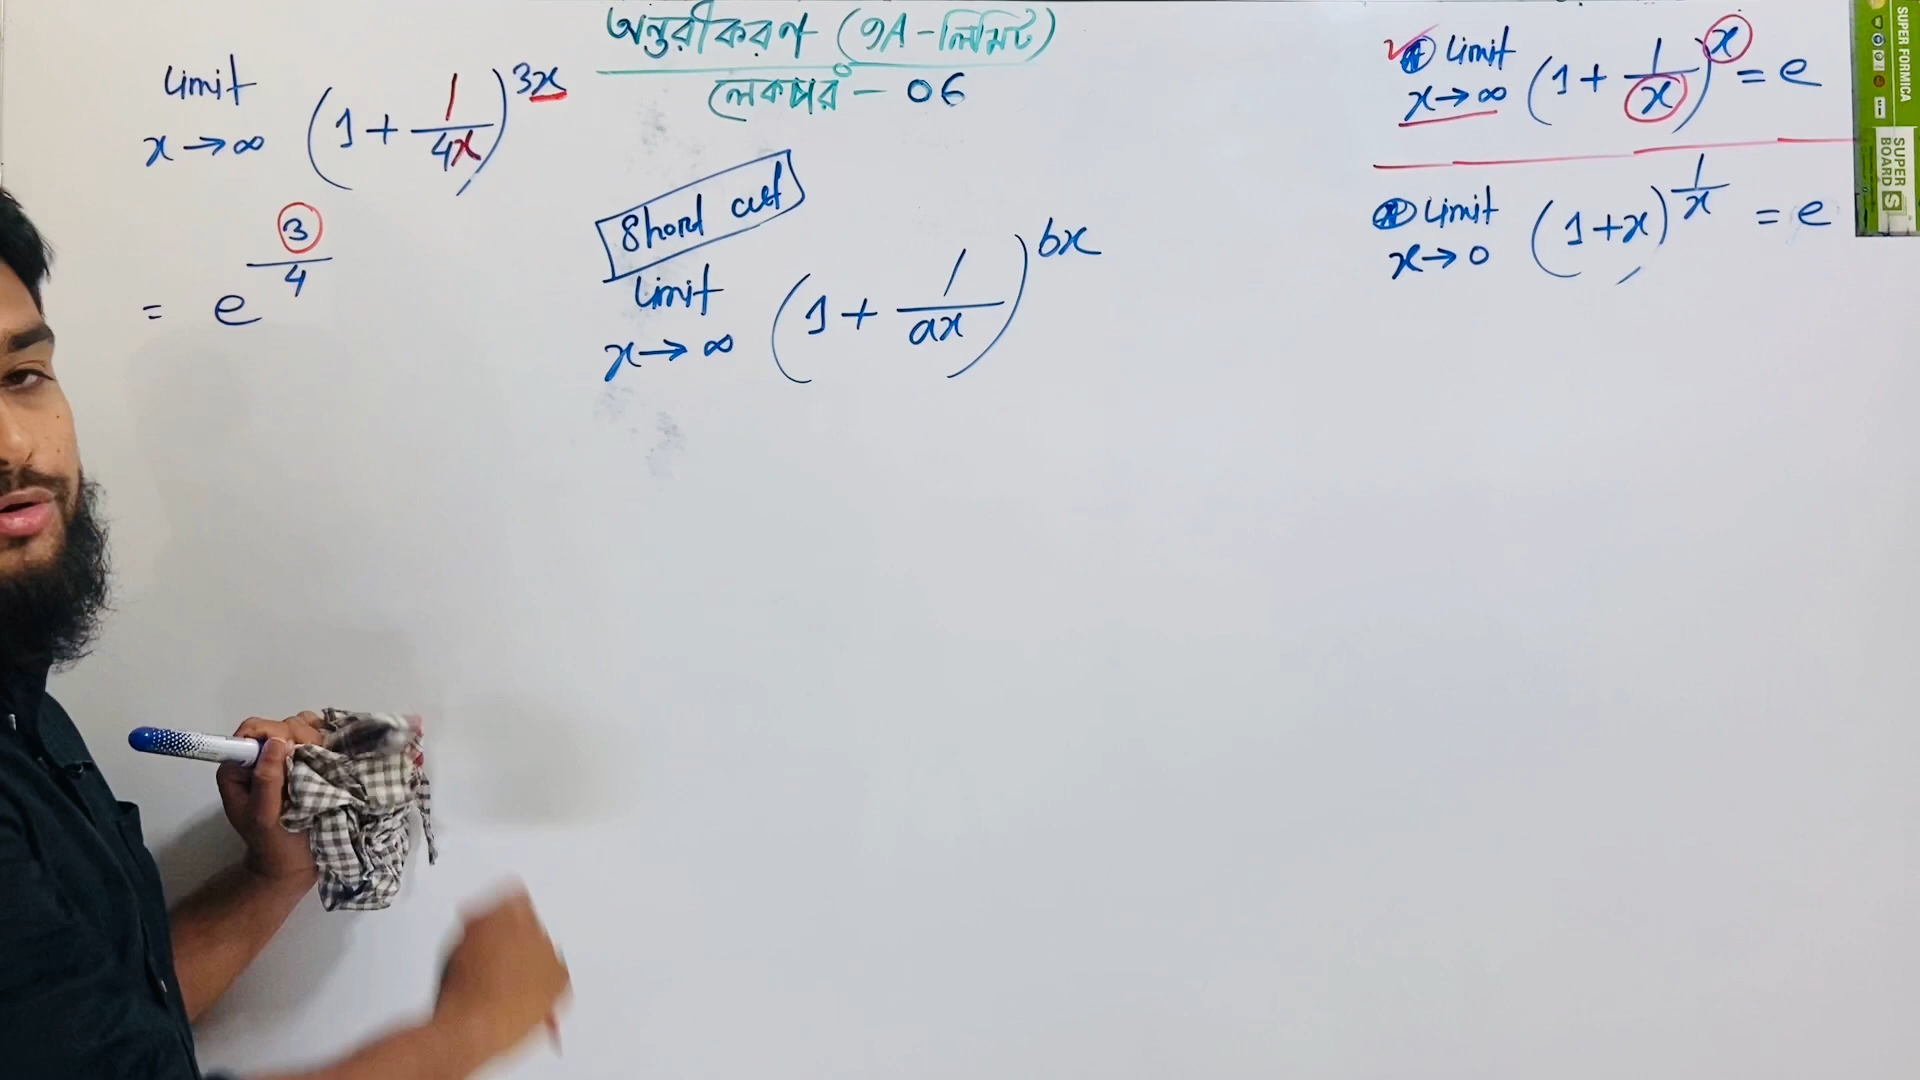 অন্তরীকরণ (9A-লিমিট)
লেকচার - 06
Limit x→∞ (1 + 1/4x)^3x
= e^3/4
Short cut
Limit x→∞ (1 + 1/ax)^bx
Limit x→∞ (1 + 1/x)^x = e
Limit x→0 (1+x)^1/x = e
SUPER FORMICA
SUPER BOARD S